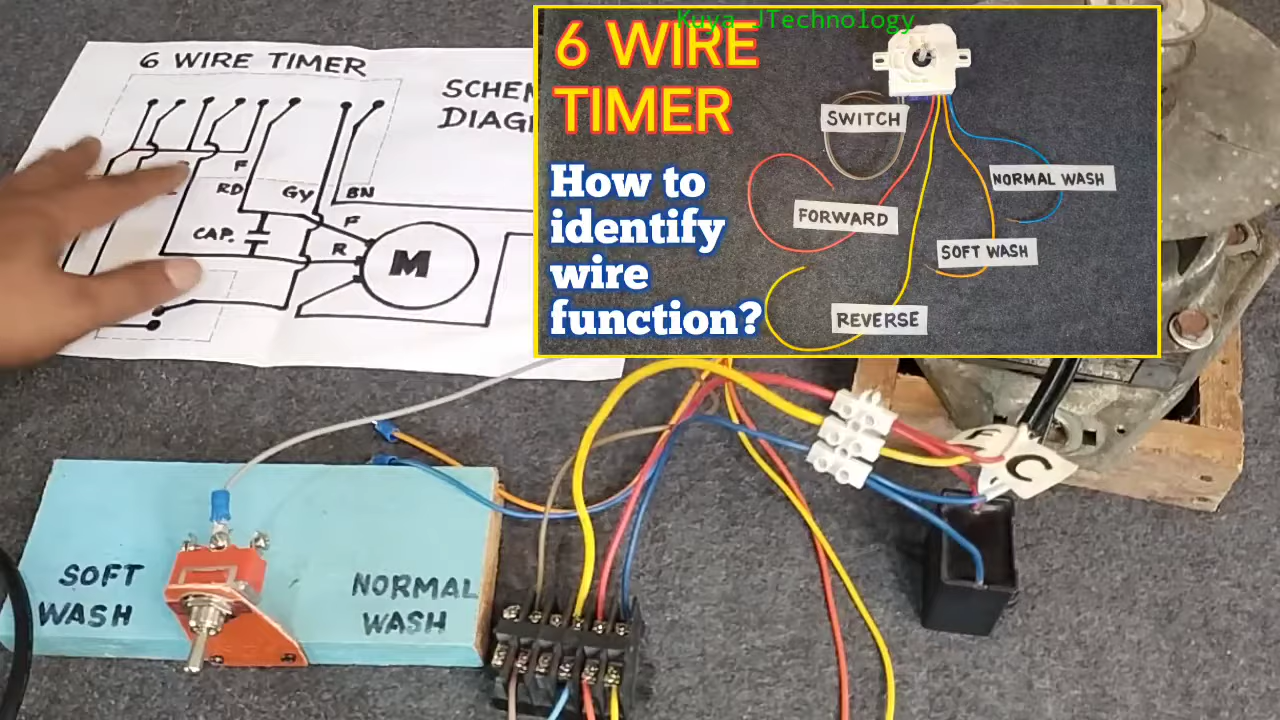 Kuya JTechnology
6 WIRE TIMER
SCHEM
DIAG
F
RD
GY
BN
CAP.
F
R
M
6 WIRE
TIMER
How to
identify
wire
function?
SWITCH
FORWARD
REVERSE
SOFT WASH
NORMAL WASH
C
SOFT
WASH
NORMAL
WASH